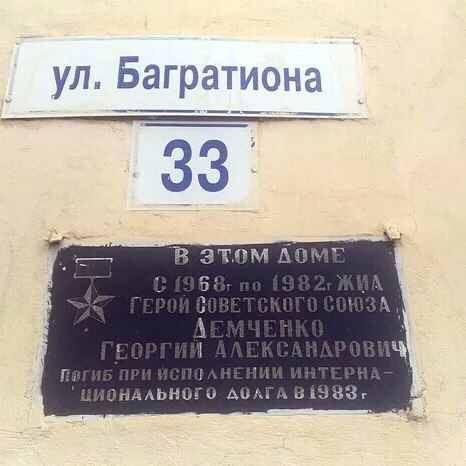 ул. Багратиона
33
В ЭТОМ ДОМЕ
С 1968г ПО 1982г ЖИЛ
ГЕРОЙ СОВЕТСКОГО СОЮЗА
ДЕМЧЕНКО
ГЕОРГИЙ АЛЕКСАНДРОВИЧ
ПОГИБ ПРИ ИСПОЛНЕНИИ ИНТЕРНА-
ЦИОНАЛЬНОГО ДОЛГА В 1983г